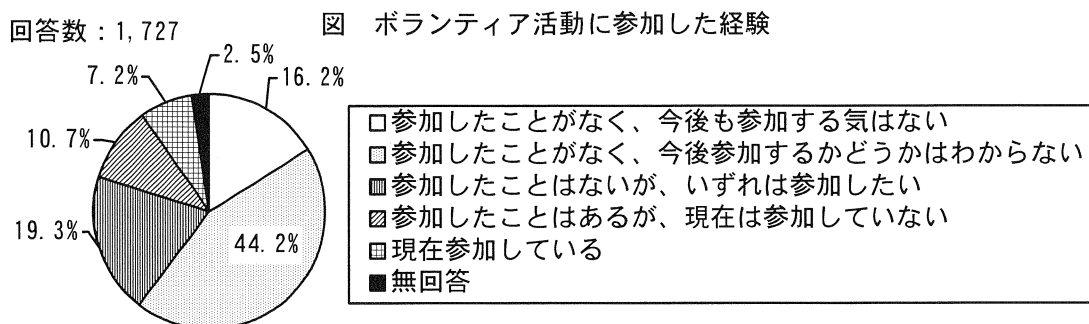 図 ボランティア活動に参加した経験
回答数：1,727
2.5%
7.2%
16.2%
10.7%
19.3%
44.2%
□参加したことがなく、今後も参加する気はない
参加したことがなく、今後参加するかどうかはわからない
参加したことはないが、いずれは参加したい
参加したことはあるが、現在は参加していない
現在参加している
■無回答